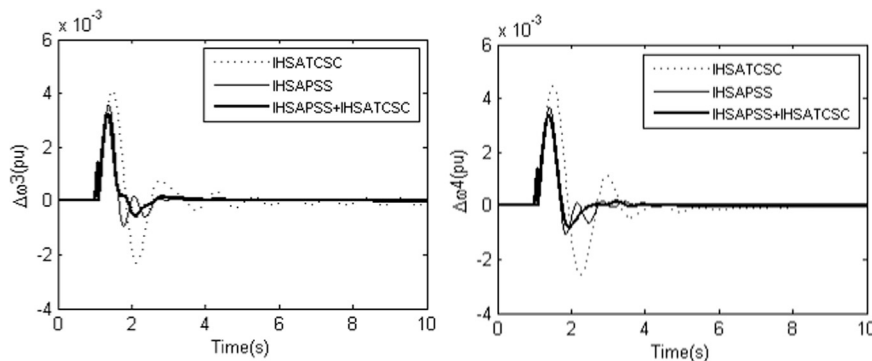 x 10⁻³
6
4
2
0
-2
-4
0
2
4
6
8
10
Δω3(pu)
Time(s)
IHSATCSC
IHSAPSS
IHSAPSS+IHSATCSC
x 10⁻³
6
4
2
0
-2
-4
0
2
4
6
8
10
Δω4(pu)
Time(s)
IHSATCSC
IHSAPSS
IHSAPSS+IHSATCSC